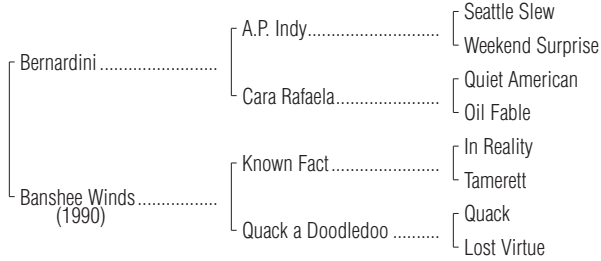 Seattle Slew
A.P. Indy
Weekend Surprise
Bernardini
Quiet American
Cara Rafaela
Oil Fable
In Reality
Known Fact
Tamerett
Banshee Winds
(1990)
Quack
Quack a Doodledoo
Lost Virtue